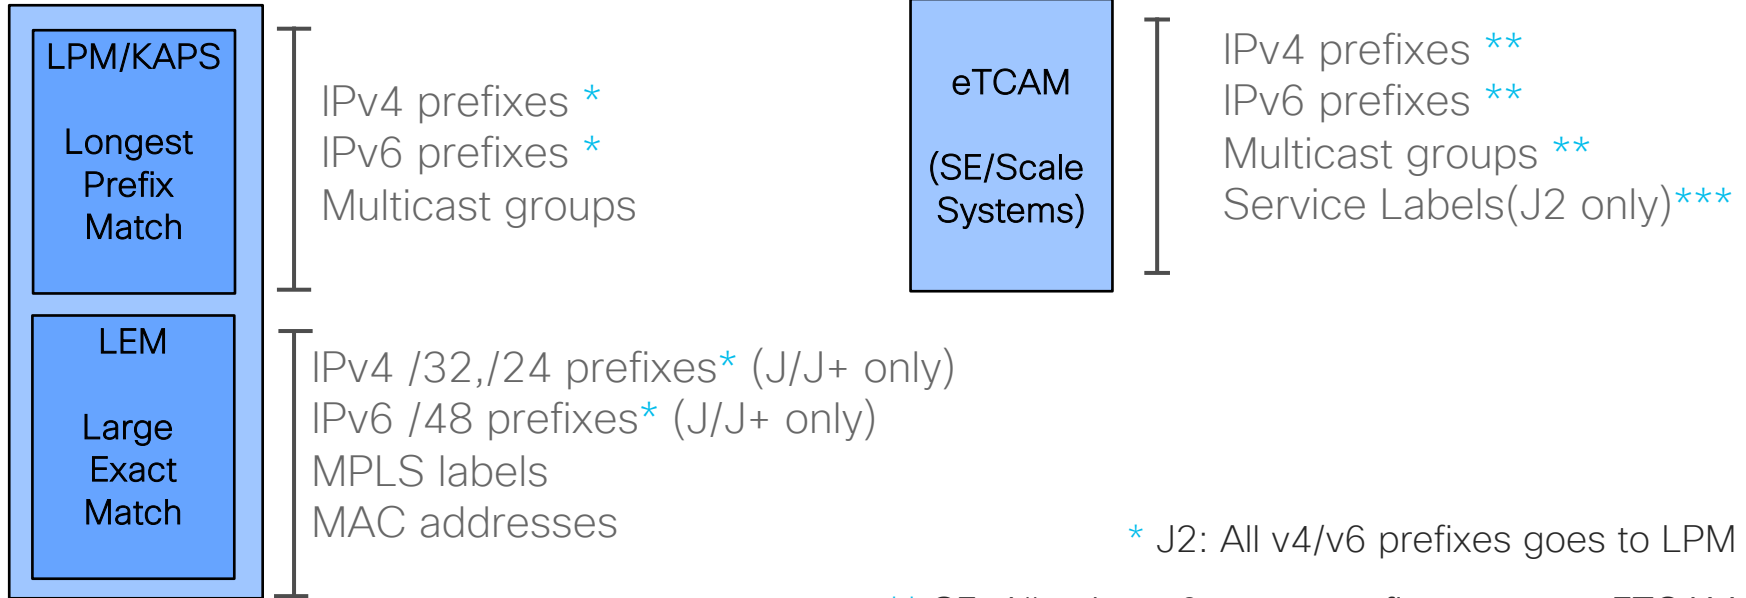 LPM/KAPS
Longest
Prefix
Match
IPv4 prefixes *
IPv6 prefixes *
Multicast groups
LEM
Large
Exact
Match
IPv4 /32,/24 prefixes* (J/J+ only)
IPv6 /48 prefixes* (J/J+ only)
MPLS labels
MAC addresses
eTCAM
(SE/Scale
Systems)
IPv4 prefixes **
IPv6 prefixes **
Multicast groups **
Service Labels(J2 only)***
* J2: All v4/v6 prefixes goes to LPM